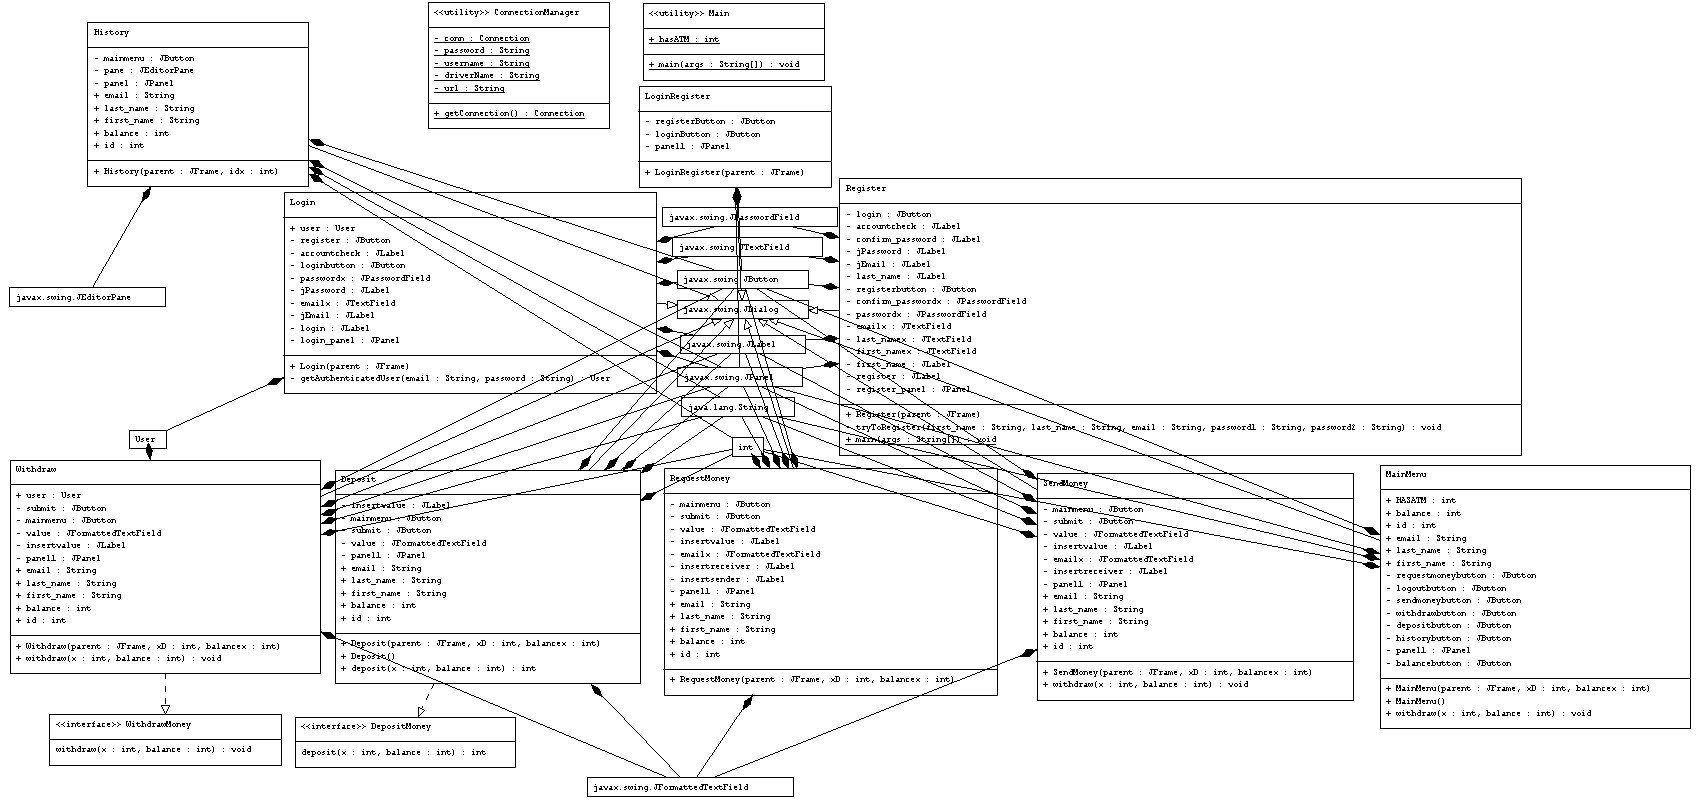 History
- mainmenu : JButton
- pane : JEditorPane
- panel : JPanel
+ email : String
+ last_name : String
+ first_name : String
+ balance : int
+ id : int
+ History(parent : JFrame, idx : int)
<<utility>> ConnectionManager
- conn : Connection
- password : String
- username : String
- driverName : String
- url : String
+ getConnection() : Connection
<<utility>> Main
+ hasATM : int
+ main(args : String[]) : void
LoginRegister
- registerButton : JButton
- loginButton : JButton
- panel1 : JPanel
+ LoginRegister(parent : JFrame)
Login
+ user : User
- register : JButton
- accountcheck : JLabel
- loginbutton : JButton
- passwordx : JPasswordField
- jPassword : JLabel
- emailx : JTextField
- jEmail : JLabel
- login : JLabel
- login_panel : JPanel
+ Login(parent : JFrame)
- getAuthenticatedUser(email : String, password : String) : User
javax.swing.JPasswordField
javax.swing.JTextField
javax.swing.JButton
javax.swing.JDialog
javax.swing.JLabel
javax.swing.JPanel
java.lang.String
int
Register
- login : JButton
- accountcheck : JLabel
- confirm_password : JLabel
- jPassword : JLabel
- jEmail : JLabel
- last_name : JLabel
- registerbutton : JButton
- confirm_passwordx : JPasswordField
- passwordx : JPasswordField
- emailx : JTextField
- last_namex : JTextField
- first_namex : JTextField
- first_name : JLabel
- register : JLabel
- register_panel : JPanel
+ Register(parent : JFrame)
- tryToRegister(first_name : String, last_name : String, email : String, password1 : String, password2 : String) : void
+ main(args : String[]) : void
javax.swing.JEditorPane
User
Withdraw
+ user : User
- submit : JButton
- mainmenu : JButton
- value : JFormattedTextField
- insertvalue : JLabel
- panel1 : JPanel
+ email : String
+ last_name : String
+ first_name : String
+ balance : int
+ id : int
+ Withdraw(parent : JFrame, xD : int, balancex : int)
+ withdraw(x : int, balance : int) : void
Deposit
- insertvalue : JLabel
- mainmenu : JButton
- submit : JButton
- value : JFormattedTextField
- panel1 : JPanel
+ email : String
+ last_name : String
+ first_name : String
+ balance : int
+ id : int
+ Deposit(parent : JFrame, xD : int, balancex : int)
+ Deposit()
+ deposit(x : int, balance : int) : int
RequestMoney
- mainmenu : JButton
- submit : JButton
- value : JFormattedTextField
- insertvalue : JLabel
- emailx : JFormattedTextField
- insertreceiver : JLabel
- insertsender : JLabel
- panel1 : JPanel
+ email : String
+ last_name : String
+ first_name : String
+ balance : int
+ id : int
+ RequestMoney(parent : JFrame, xD : int, balancex : int)
SendMoney
- mainmenu : JButton
- submit : JButton
- value : JFormattedTextField
- insertvalue : JLabel
- emailx : JFormattedTextField
- insertreceiver : JLabel
- panel1 : JPanel
+ email : String
+ last_name : String
+ first_name : String
+ balance : int
+ id : int
+ SendMoney(parent : JFrame, xD : int, balancex : int)
+ withdraw(x : int, balance : int) : void
MainMenu
+ HASATM : int
+ balance : int
+ id : int
+ email : String
+ last_name : String
+ first_name : String
- requestmoneybutton : JButton
- logoutbutton : JButton
- sendmoneybutton : JButton
- withdrawbutton : JButton
- depositbutton : JButton
- historybutton : JButton
- panel1 : JPanel
- balancebutton : JButton
+ MainMenu(parent : JFrame, xD : int, balancex : int)
+ MainMenu()
+ withdraw(x : int, balance : int) : void
<<interface>> WithdrawMoney
withdraw(x : int, balance : int) : void
<<interface>> DepositMoney
deposit(x : int, balance : int) : int
javax.swing.JFormattedTextField